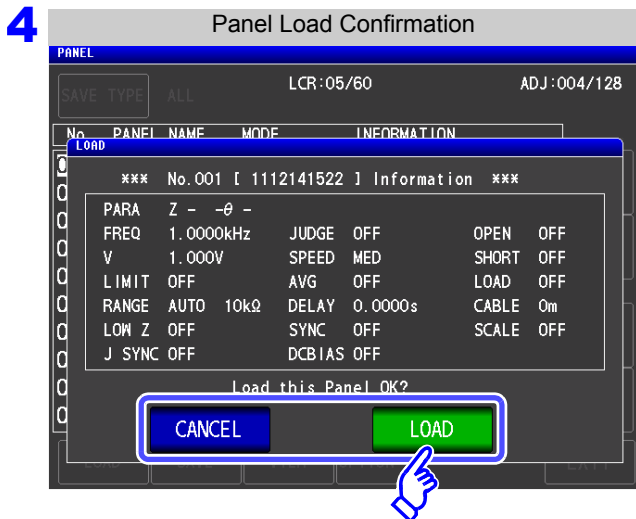 4
Panel Load Confirmation
PANEL
SAVE TYPE ALL LCR:05/60 ADJ:004/128
No. PANEL NAME MODE INFORMATION
LOAD
*** No.001 [ 1112141522 ] Information ***
PARA Z - -θ -
FREQ 1.0000kHz JUDGE OFF OPEN OFF
V 1.000V SPEED MED SHORT OFF
LIMIT OFF AVG OFF LOAD OFF
RANGE AUTO 10kΩ DELAY 0.0000s CABLE 0m
LOW Z OFF SYNC OFF SCALE OFF
J SYNC OFF DCBIAS OFF
Load this Panel OK?
CANCEL LOAD
EXIT